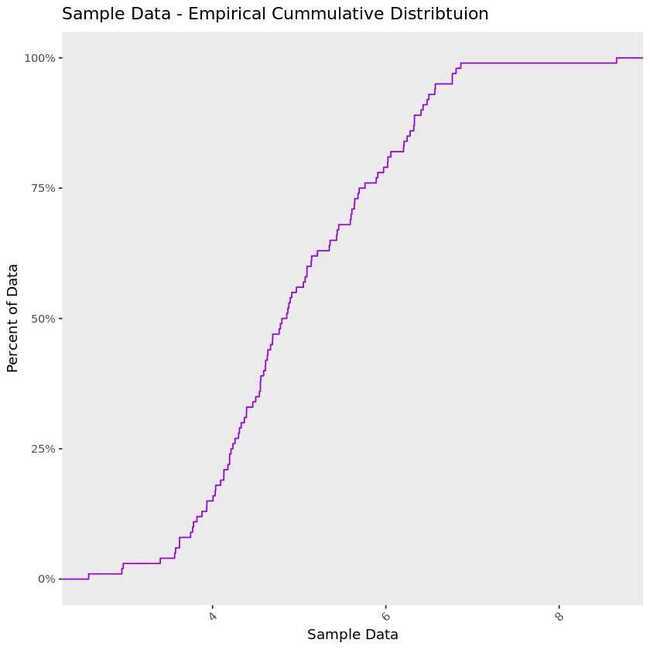 Sample Data - Empirical Cummulative Distribtuion
100%
75%
50%
25%
0%
Percent of Data
4
6
8
Sample Data